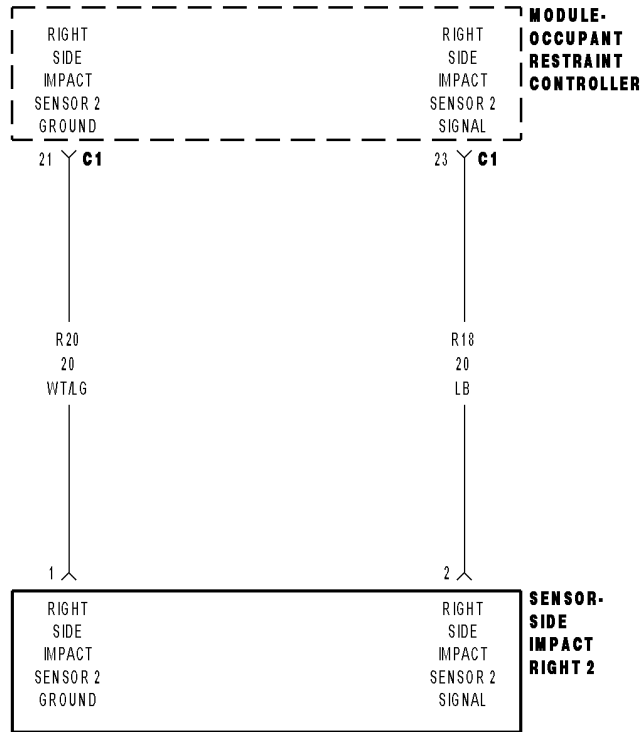 MODULE-
OCCUPANT
RESTRAINT
CONTROLLER
RIGHT
SIDE
IMPACT
SENSOR 2
GROUND
RIGHT
SIDE
IMPACT
SENSOR 2
SIGNAL
21 C1
23 C1
R20
20
WT/LG
R18
20
LB
1
2
RIGHT
SIDE
IMPACT
SENSOR 2
GROUND
RIGHT
SIDE
IMPACT
SENSOR 2
SIGNAL
SENSOR-
SIDE
IMPACT
RIGHT 2